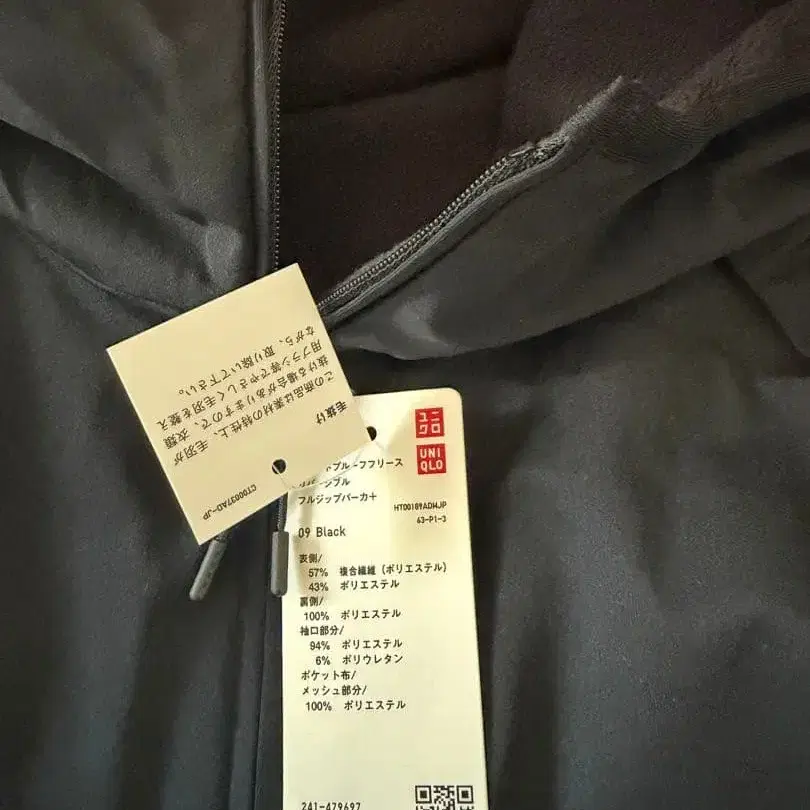 毛抜け
この商品は素材の特性上、毛羽が
抜ける場合がありますので、衣類
用ブラシ等でやさしく毛羽を整え
ながら、取り除いて下さい。
CT00037AD-JP
ユニ
クロ
UNI
QLO
ドプルーフフリース
シブル
フルジップパーカ+
HT00189ADWJP
63-P1-3
09 Black
表側/
57% 複合繊維 (ポリエステル)
43% ポリエステル
裏側/
100% ポリエステル
袖口部分/
94% ポリエステル
6% ポリウレタン
ポケット布/
メッシュ部分/
100% ポリエステル
241-479697